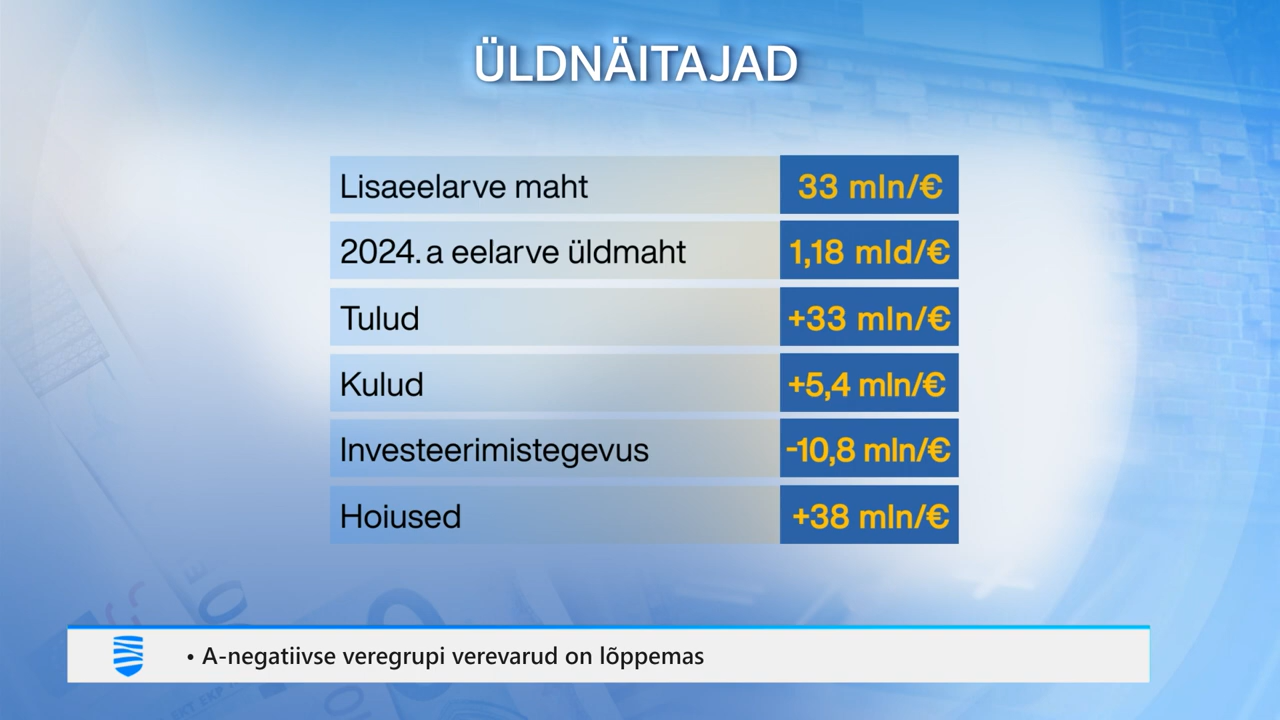 ÜLDNÄITAJAD
Lisaeelarve maht 33 mln/€
2024. a eelarve üldmaht 1,18 mld/€
Tulud +33 mln/€
Kulud +5,4 mln/€
Investeerimistegevus -10,8 mln/€
Hoiused +38 mln/€
• A-negatiivse veregrupi verevarud on lõppemas